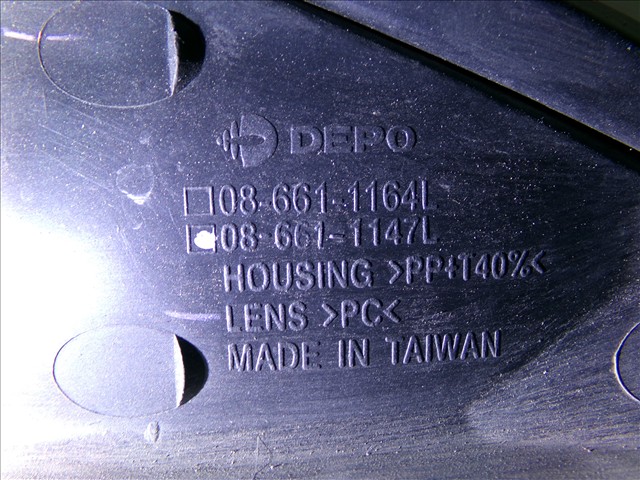 DEPO
08-661-1164L
08-661-1147L
HOUSING >PP+T40%<
LENS >PC<
MADE IN TAIWAN